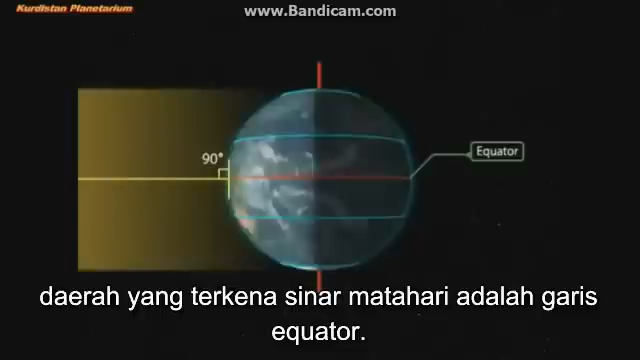 Kurdistan Planetarium
www.Bandicam.com
90°
Equator
daerah yang terkena sinar matahari adalah garis
equator.